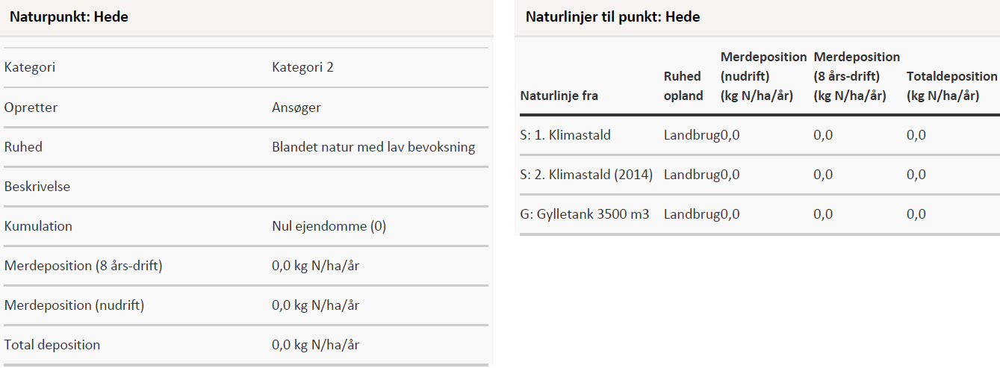 Naturpunkt: Hede
Kategori Kategori 2
Opretter Ansøger
Ruhed Blandet natur med lav bevoksning
Beskrivelse
Kumulation Nul ejendomme (0)
Merdeposition (8 års-drift) 0,0 kg N/ha/år
Merdeposition (nudrift) 0,0 kg N/ha/år
Total deposition 0,0 kg N/ha/år
Naturlinjer til punkt: Hede
Merdeposition Merdeposition
Ruhed (nudrift) (8 års-drift) Totaldeposition
Naturlinje fra opland (kg N/ha/år) (kg N/ha/år) (kg N/ha/år)
S: 1. Klimastald Landbrug 0,0 0,0 0,0
S: 2. Klimastald (2014) Landbrug 0,0 0,0 0,0
G: Gylletank 3500 m3 Landbrug 0,0 0,0 0,0